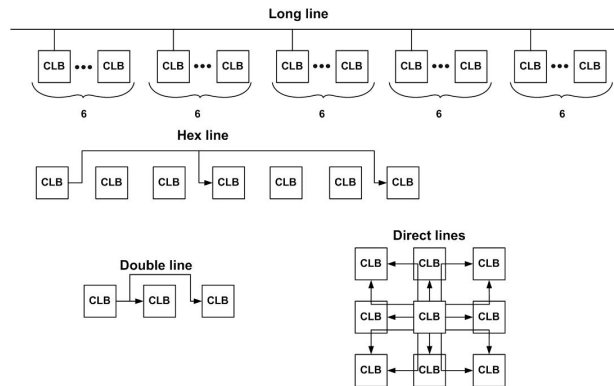 Long line
CLB ••• CLB CLB ••• CLB CLB ••• CLB CLB ••• CLB CLB ••• CLB
6 6 6 6 6
Hex line
CLB CLB CLB CLB CLB CLB CLB
Double line
CLB CLB CLB
Direct lines
CLB CLB CLB
CLB CLB CLB
CLB CLB CLB